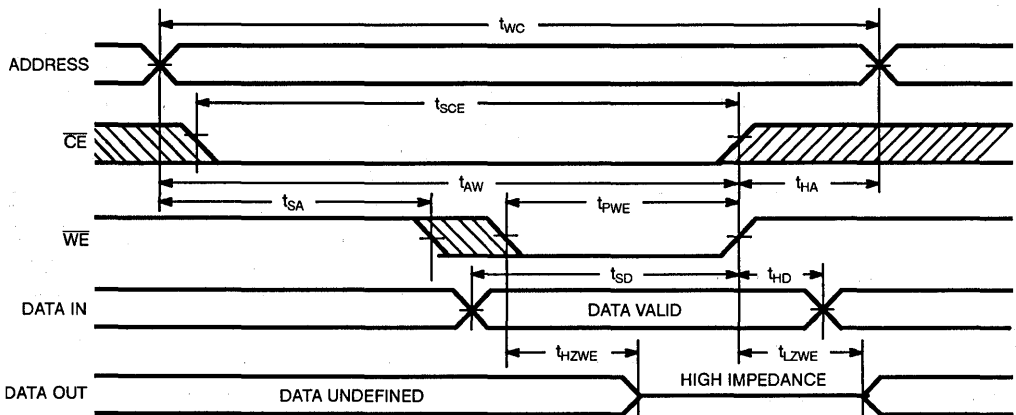 tWC
ADDRESS
tSCE
CE
tAW
tHA
tSA
tPWE
WE
tSD
tHD
DATA IN
DATA VALID
tHZWE
tLZWE
HIGH IMPEDANCE
DATA OUT
DATA UNDEFINED